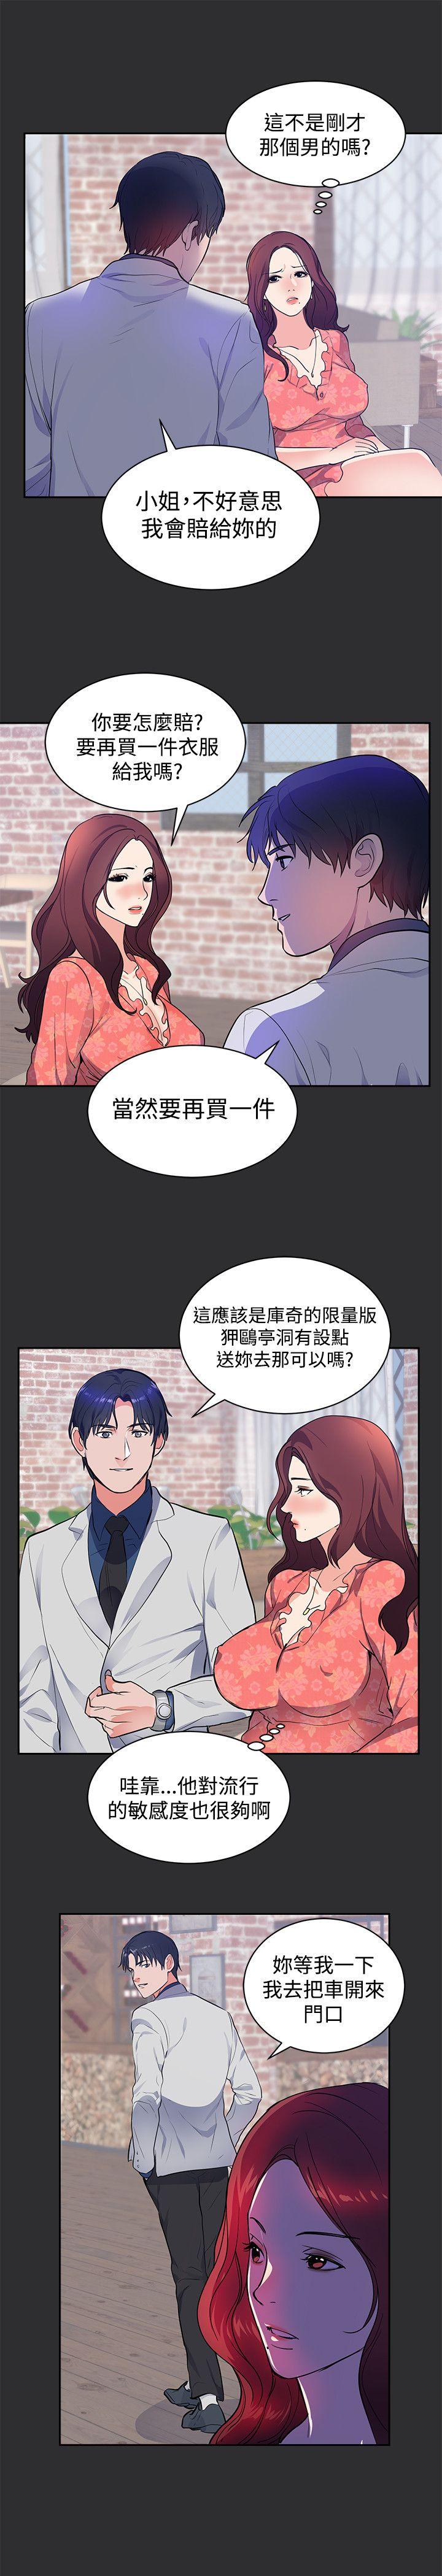 這不是剛才
那個男的嗎?
小姐,不好意思
我會賠給妳的
你要怎麼賠?
要再買一件衣服
給我嗎?
當然要再買一件
這應該是庫奇的限量版
狎鷗亭洞有設點
送妳去那可以嗎?
哇靠...他對流行
的敏感度也很夠啊
妳等我一下
我去把車開來
門口